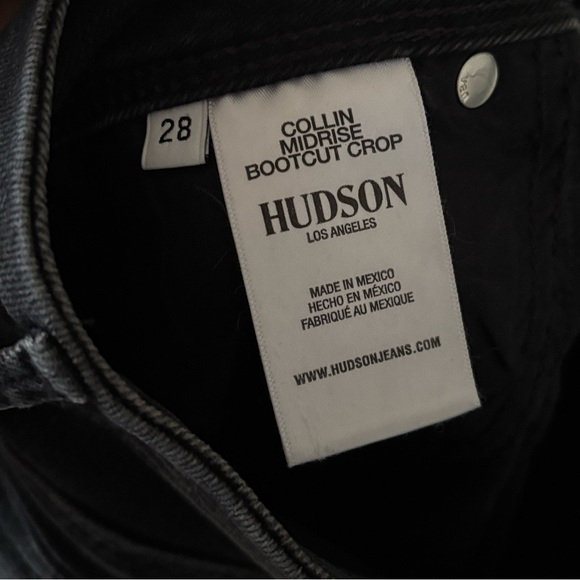 28
COLLIN
MIDRISE
BOOTCUT CROP
HUDSON
LOS ANGELES
MADE IN MEXICO
HECHO EN MÉXICO
FABRIQUÉ AU MEXIQUE
WWW.HUDSONJEANS.COM